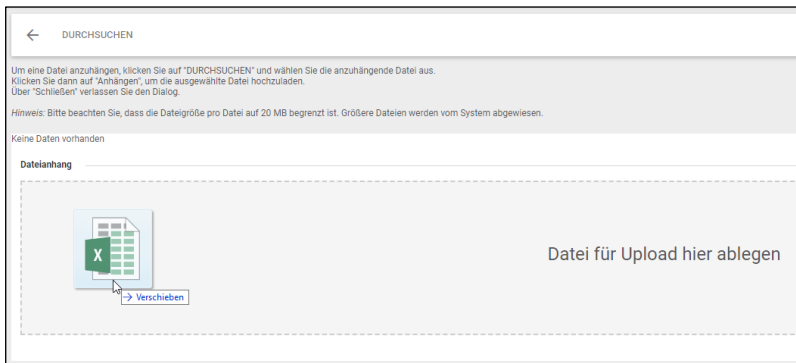 DURCHSUCHEN
Um eine Datei anzuhängen, klicken Sie auf "DURCHSUCHEN" und wählen Sie die anzuhängende Datei aus.
Klicken Sie dann auf "Anhängen", um die ausgewählte Datei hochzuladen.
Über "Schließen" verlassen Sie den Dialog.
Hinweis: Bitte beachten Sie, dass die Dateigröße pro Datei auf 20 MB begrenzt ist. Größere Dateien werden vom System abgewiesen.
Keine Daten vorhanden
Dateianhang
X
Datei für Upload hier ablegen
→ Verschieben